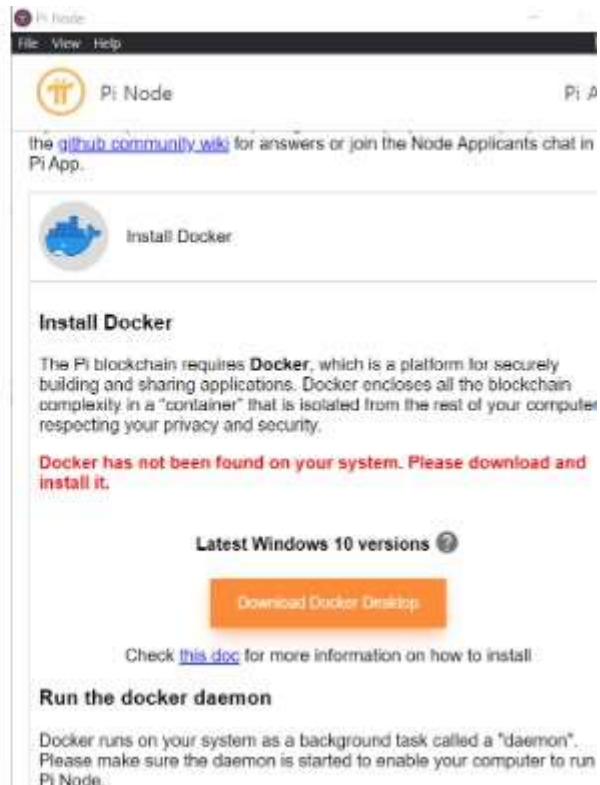 Pi Node
File View Help
Pi Node
Pi A
the github community wiki for answers or join the Node Applicants chat in
Pi App.
Install Docker
Install Docker
The Pi blockchain requires Docker, which is a platform for securely
building and sharing applications. Docker encloses all the blockchain
complexity in a "container" that is isolated from the rest of your computer
respecting your privacy and security.
Docker has not been found on your system. Please download and
install it.
Latest Windows 10 versions ?
Download Docker Desktop
Check this doc for more information on how to install
Run the docker daemon
Docker runs on your system as a background task called a "daemon".
Please make sure the daemon is started to enable your computer to run
Pi Node.